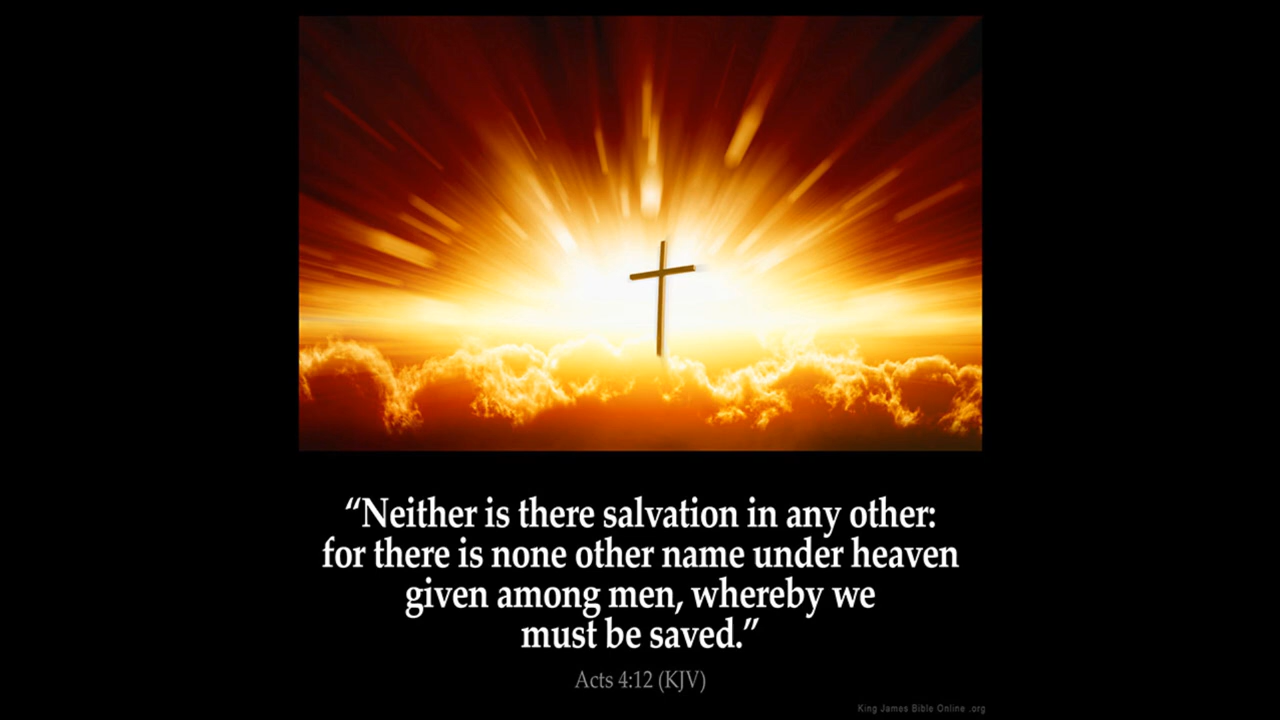 “Neither is there salvation in any other:
for there is none other name under heaven
given among men, whereby we
must be saved.”
Acts 4:12 (KJV)
King James Bible Online .org